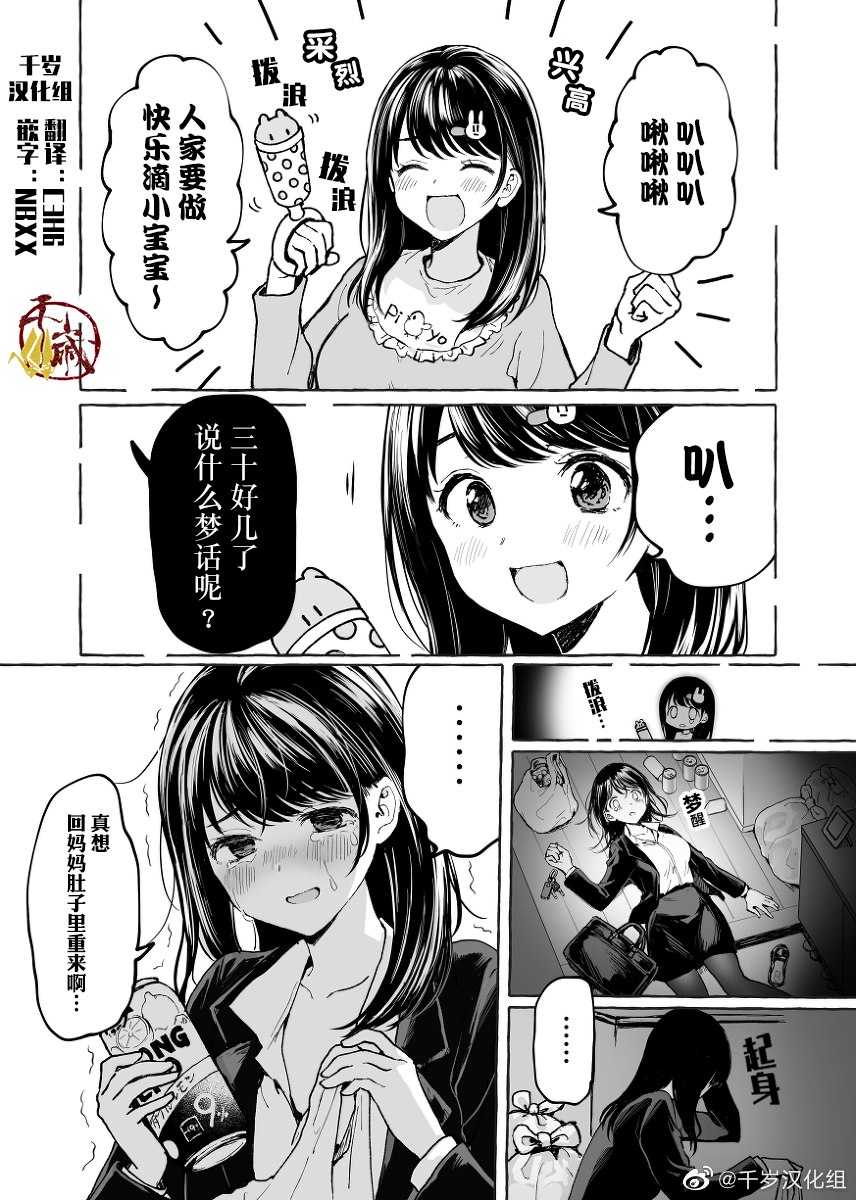 千岁
汉化组
翻译：C3H6
嵌字：NBXX
叭叭叭
啾啾啾
兴高
采烈
拨浪
拨浪
人家要做
快乐滴小宝宝～
Pi yo
叭…
三十好几了
说什么梦话呢？
拨浪…
梦醒
……
起身
……
真想
回妈妈肚子里重来啊…
9%
@千岁汉化组